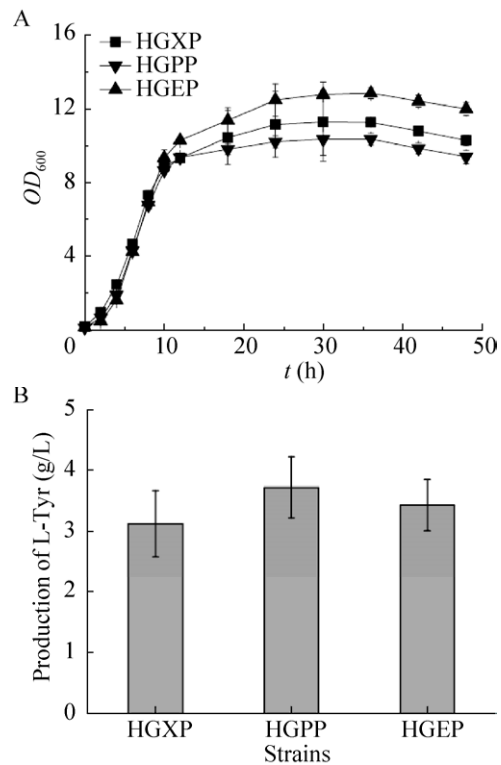 A
16
12
8
4
0
OD600
HGXP
HGPP
HGEP
10
20
30
40
50
t (h)
B
5
4
3
2
1
0
Production of L-Tyr (g/L)
HGXP
HGPP
HGEP
Strains